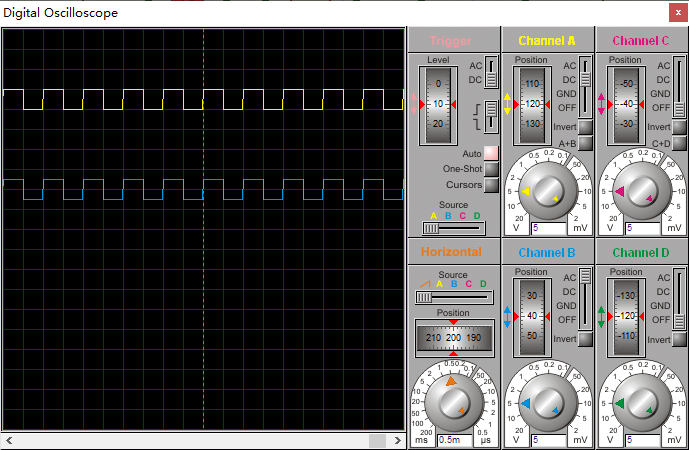 Digital Oscilloscope
Trigger
Level
AC
DC
0
10
20
Auto
One-Shot
Cursors
Source
A B C D
Channel A
Position
AC
DC
GND
OFF
110
120
130
Invert
A+B
20 10 5 2 1 0.5 0.2 0.1 50 20 10 5 2
V 5 mV
Channel C
Position
AC
DC
GND
OFF
-50
-40
-30
Invert
C+D
20 10 5 2 1 0.5 0.2 0.1 50 20 10 5 2
V 5 mV
Horizontal
Source
A B C D
Position
210 200 190
200 100 50 20 10 5 2 1 0.5 0.2 0.1 50 20 10 5 2 1 0.5
ms 0.5m µs
Channel B
Position
AC
DC
GND
OFF
30
40
50
Invert
20 10 5 2 1 0.5 0.2 0.1 50 20 10 5 2
V 5 mV
Channel D
Position
AC
DC
GND
OFF
-130
-120
-110
Invert
20 10 5 2 1 0.5 0.2 0.1 50 20 10 5 2
V 5 mV